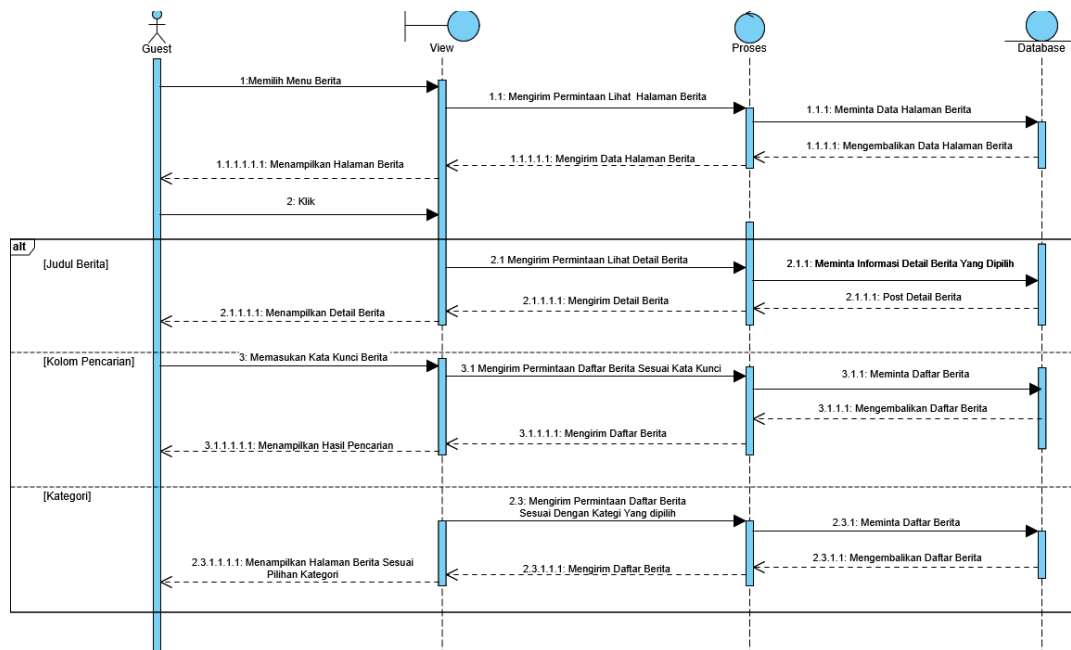 Guest
View
Proses
Database
1:Memilih Menu Berita
1.1: Mengirim Permintaan Lihat Halaman Berita
1.1.1: Meminta Data Halaman Berita
1.1.1.1: Mengembalikan Data Halaman Berita
1.1.1.1.1: Mengirim Data Halaman Berita
1.1.1.1.1.1: Menampilkan Halaman Berita
2: Klik
alt
[Judul Berita]
2.1 Mengirim Permintaan Lihat Detail Berita
2.1.1: Meminta Informasi Detail Berita Yang Dipilih
2.1.1.1: Post Detail Berita
2.1.1.1.1: Mengirim Detail Berita
2.1.1.1.1: Menampilkan Detail Berita
[Kolom Pencarian]
3: Memasukan Kata Kunci Berita
3.1 Mengirim Permintaan Daftar Berita Sesuai Kata Kunci
3.1.1: Meminta Daftar Berita
3.1.1.1: Mengembalikan Daftar Berita
3.1.1.1.1: Mengirim Daftar Berita
3.1.1.1.1.1: Menampilkan Hasil Pencarian
[Kategori]
2.3: Mengirim Permintaan Daftar Berita
Sesuai Dengan Kategi Yang dipilih
2.3.1: Meminta Daftar Berita
2.3.1.1: Mengembalikan Daftar Berita
2.3.1.1.1: Mengirim Daftar Berita
2.3.1.1.1.1: Menampilkan Halaman Berita Sesuai
Pilihan Kategori